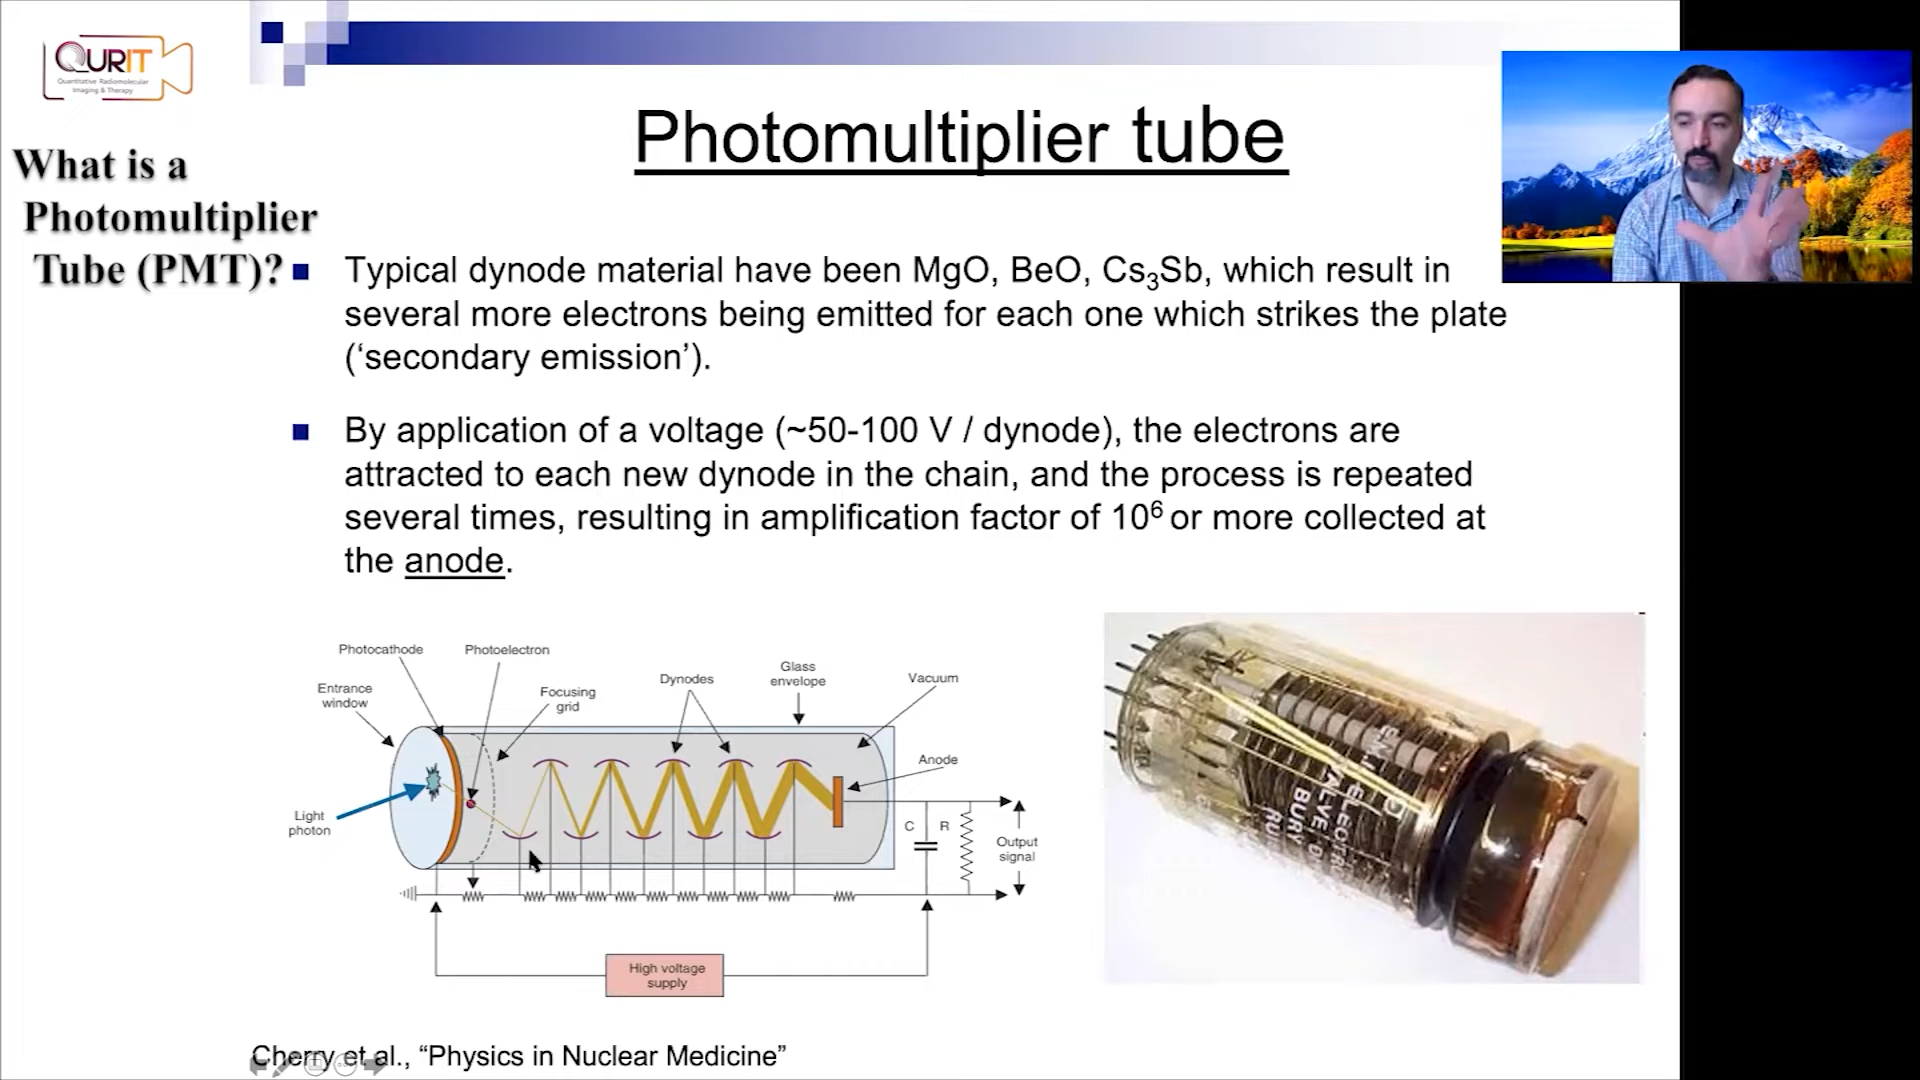 QURIT
Quantitative Radiomolecular
Imaging & Therapy
What is a
Photomultiplier
Tube (PMT)?
Photomultiplier tube
Typical dynode material have been MgO, BeO, Cs₃Sb, which result in
several more electrons being emitted for each one which strikes the plate
(‘secondary emission’).
By application of a voltage (~50-100 V / dynode), the electrons are
attracted to each new dynode in the chain, and the process is repeated
several times, resulting in amplification factor of 10⁶ or more collected at
the anode.
Photocathode
Photoelectron
Entrance
window
Focusing
grid
Dynodes
Glass
envelope
Vacuum
Anode
Light
photon
C
R
Output
signal
High voltage
supply
VALVE D
BURY
RU
Cherry et al., “Physics in Nuclear Medicine”